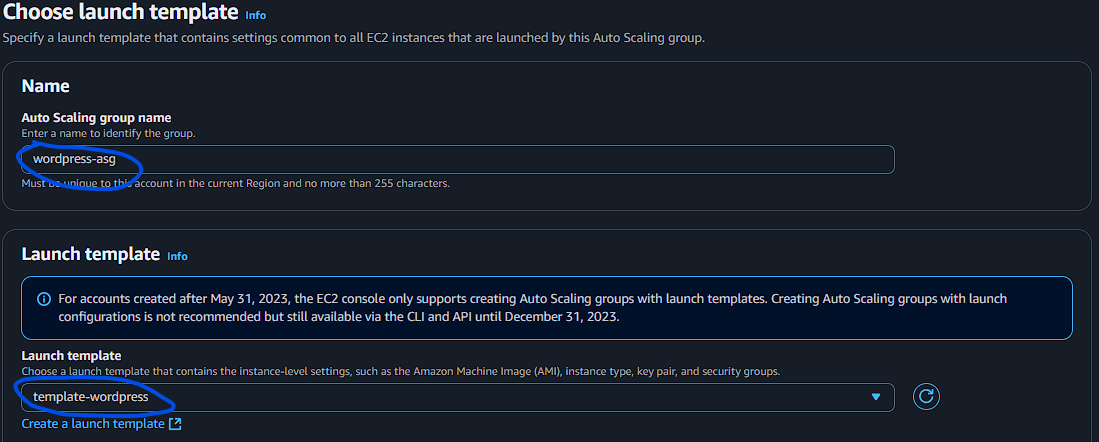 Choose launch template Info
Specify a launch template that contains settings common to all EC2 instances that are launched by this Auto Scaling group.
Name
Auto Scaling group name
Enter a name to identify the group.
wordpress-asg
Must be unique to this account in the current Region and no more than 255 characters.
Launch template Info
For accounts created after May 31, 2023, the EC2 console only supports creating Auto Scaling groups with launch templates. Creating Auto Scaling groups with launch
configurations is not recommended but still available via the CLI and API until December 31, 2023.
Launch template
Choose a launch template that contains the instance-level settings, such as the Amazon Machine Image (AMI), instance type, key pair, and security groups.
template-wordpress
Create a launch template